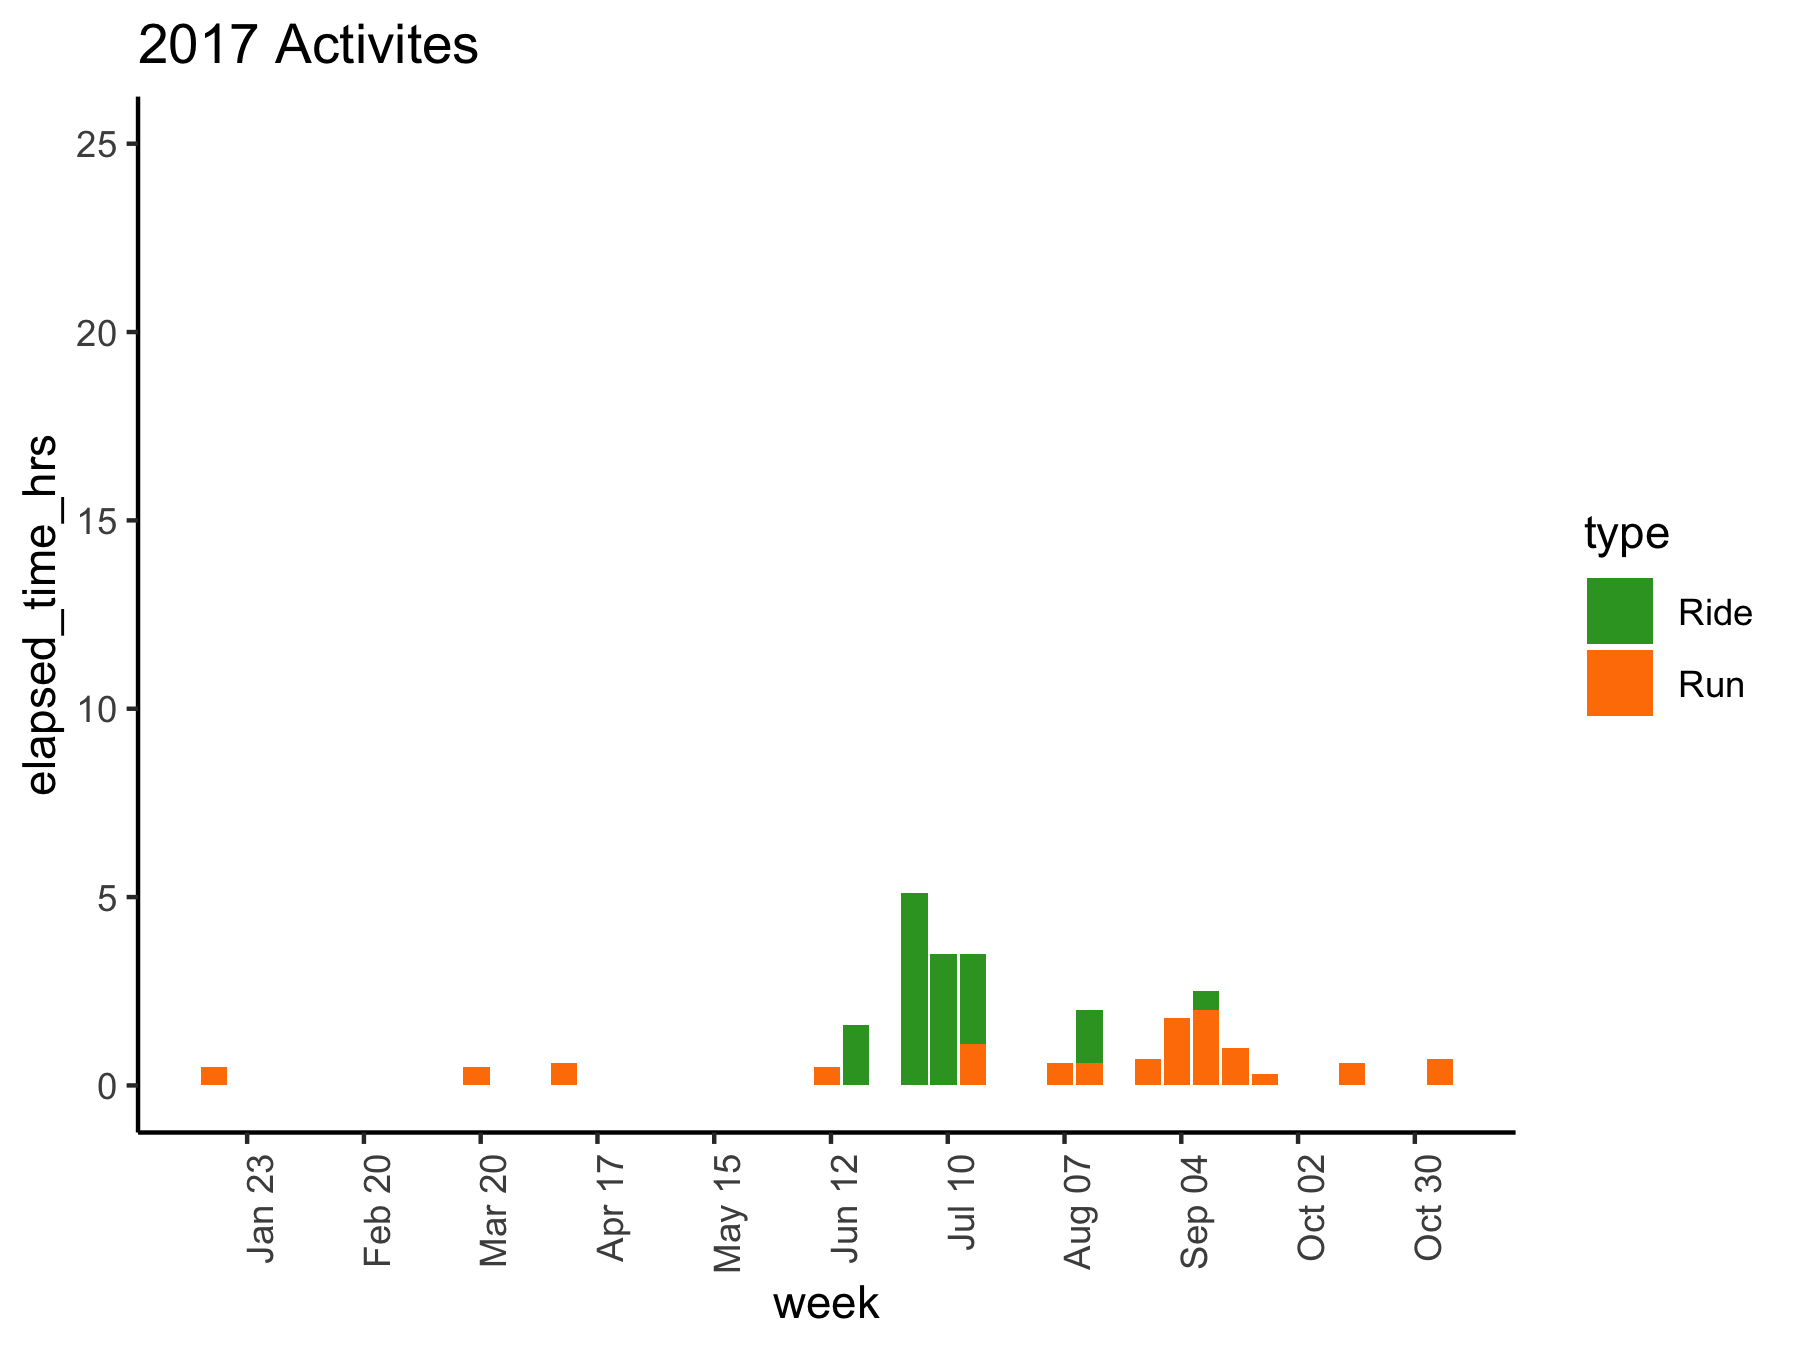 2017 Activites
elapsed_time_hrs
25
20
15
10
5
0
Jan 23
Feb 20
Mar 20
Apr 17
May 15
Jun 12
Jul 10
Aug 07
Sep 04
Oct 02
Oct 30
week
type
Ride
Run